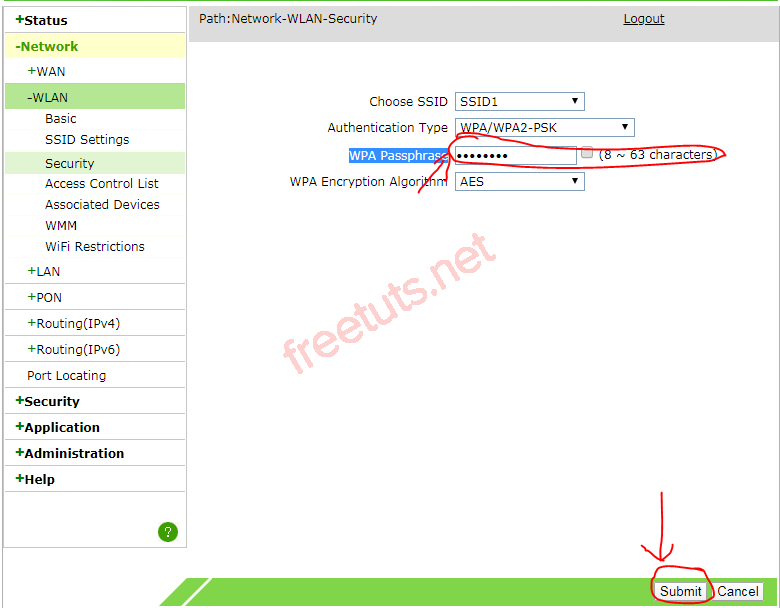 +Status
-Network
+WAN
-WLAN
Basic
SSID Settings
Security
Access Control List
Associated Devices
WMM
WiFi Restrictions
+LAN
+PON
+Routing(IPv4)
+Routing(IPv6)
Port Locating
+Security
+Application
+Administration
+Help
?
Path:Network-WLAN-Security Logout
Choose SSID SSID1
Authentication Type WPA/WPA2-PSK
WPA Passphrase •••••••• (8 ~ 63 characters)
WPA Encryption Algorithm AES
freetuts.net
Submit Cancel